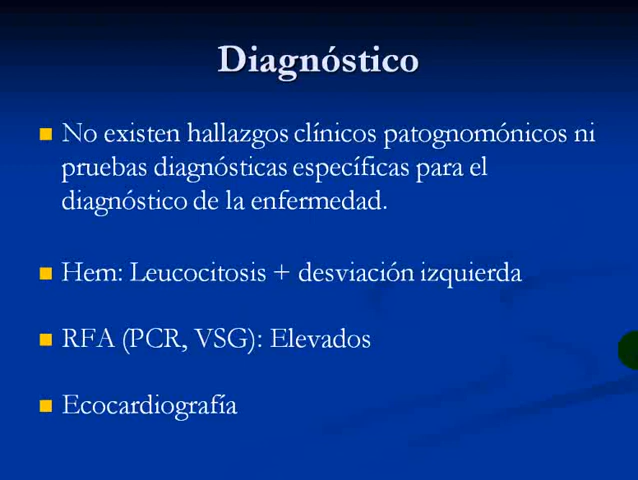 Diagnóstico
No existen hallazgos clínicos patognomónicos ni
pruebas diagnósticas específicas para el
diagnóstico de la enfermedad.
Hem: Leucocitosis + desviación izquierda
RFA (PCR, VSG): Elevados
Ecocardiografía